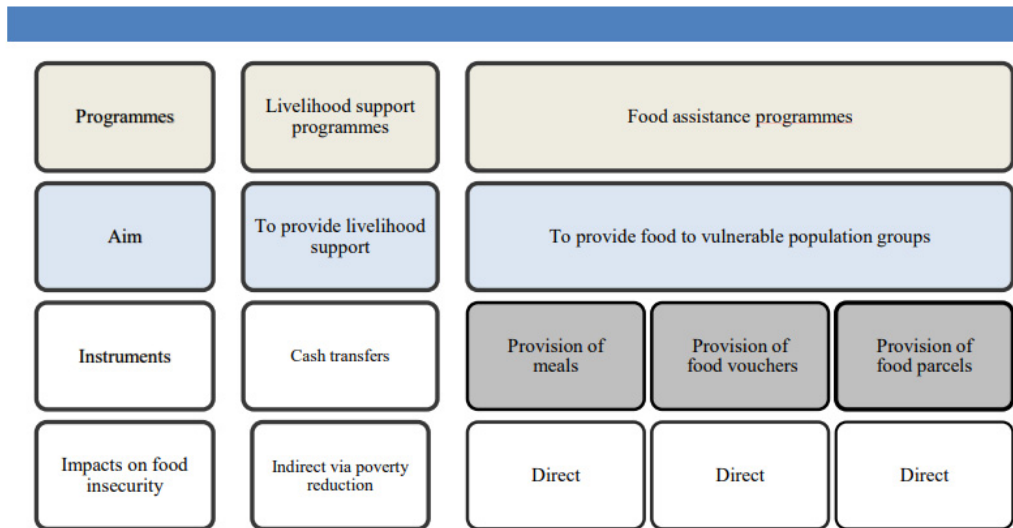 Programmes
Livelihood support
programmes
Food assistance programmes
Aim
To provide livelihood
support
To provide food to vulnerable population groups
Instruments
Cash transfers
Provision of
meals
Provision of
food vouchers
Provision of
food parcels
Impacts on food
insecurity
Indirect via poverty
reduction
Direct
Direct
Direct